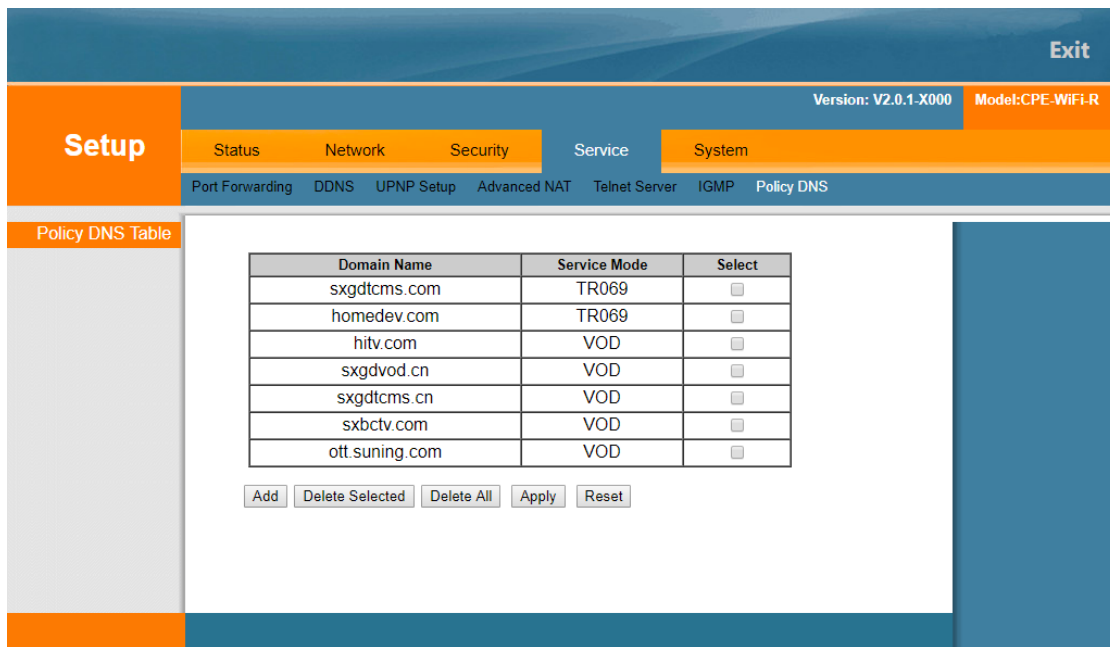 Exit
Version: V2.0.1-X000 Model:CPE-WiFi-R
Setup
Status Network Security Service System
Port Forwarding DDNS UPNP Setup Advanced NAT Telnet Server IGMP Policy DNS
Policy DNS Table
Domain Name Service Mode Select
sxgdtcms.com TR069
homedev.com TR069
hitv.com VOD
sxgdvod.cn VOD
sxgdtcms.cn VOD
sxbctv.com VOD
ott.suning.com VOD
Add Delete Selected Delete All Apply Reset